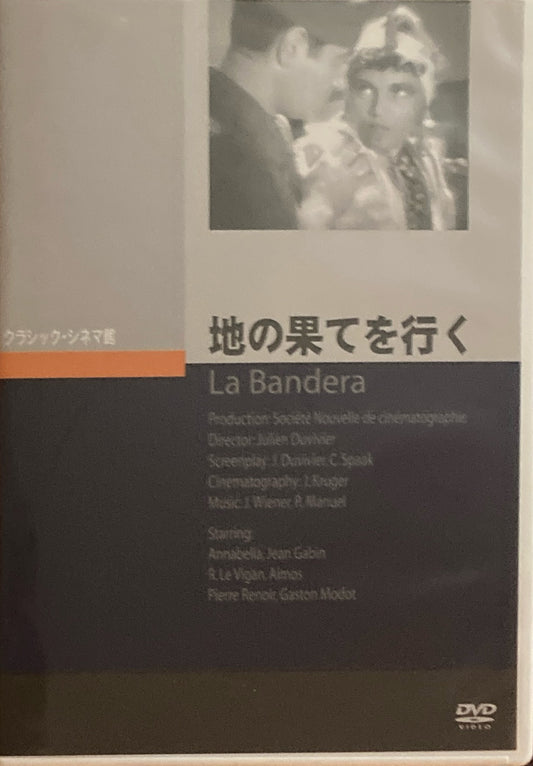 クラシック・シネマ館
地の果てを行く
La Bandera
Production: Société Nouvelle de cinématographie
Director: Julien Duvivier
Screenplay: J. Duvivier, C. Spaak
Cinematography: J. Kruger
Music: J. Wiener, R. Manuel
Starring:
Annabella, Jean Gabin
R. Le Vigan, Aimos
Pierre Renoir, Gaston Modot
DVD
VIDEO